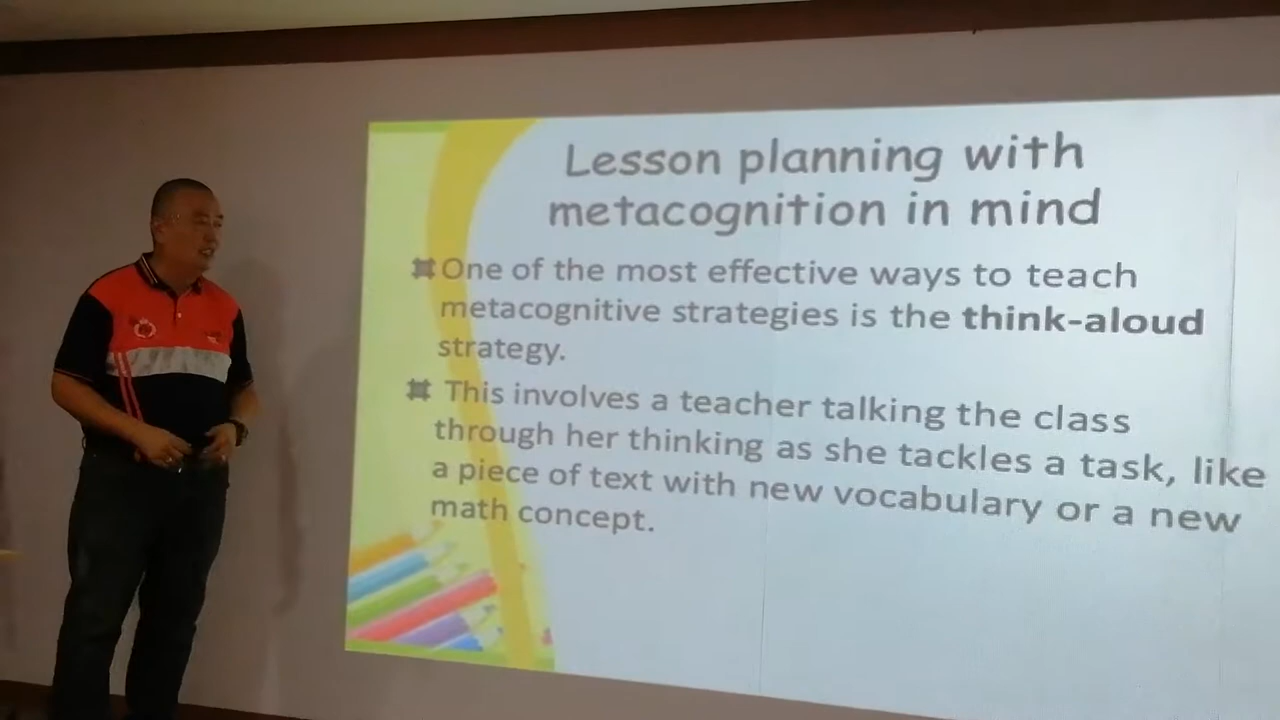 Lesson planning with
metacognition in mind
One of the most effective ways to teach
metacognitive strategies is the think-aloud
strategy.
This involves a teacher talking the class
through her thinking as she tackles a task, like
a piece of text with new vocabulary or a new
math concept.